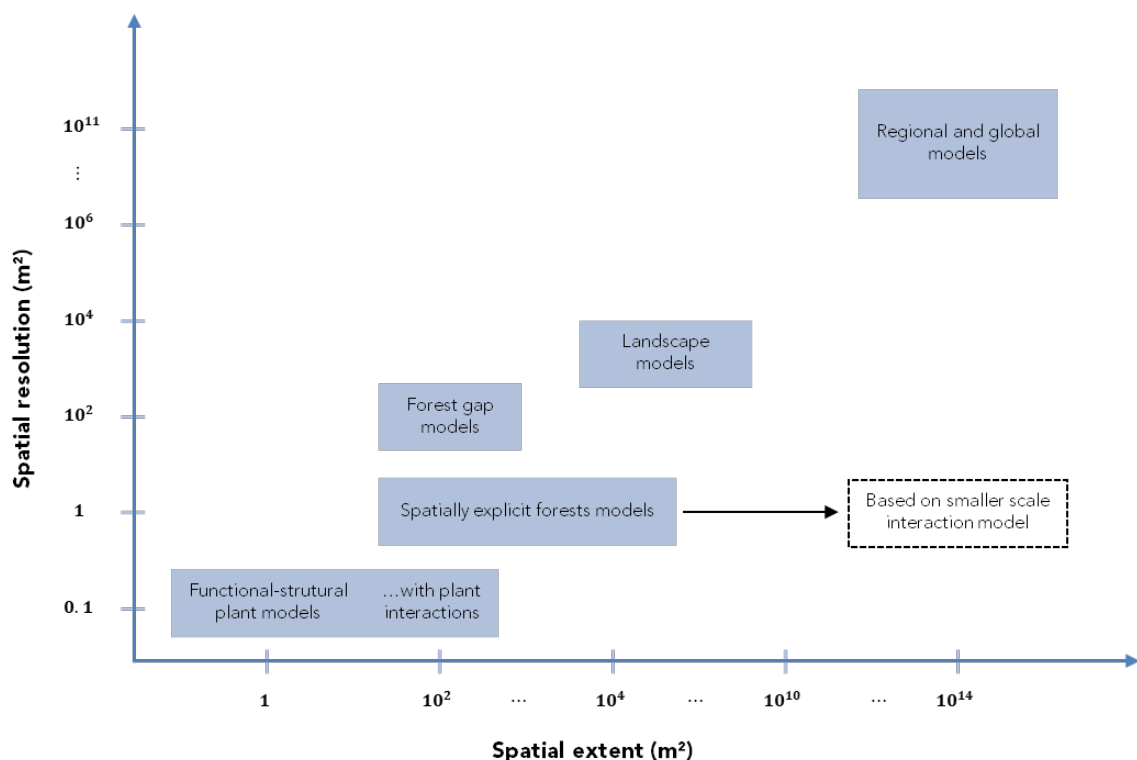 10¹¹
Regional and global
models
...
10⁶
Spatial resolution (m²)
10⁴
Landscape
models
10²
Forest gap
models
1
Spatially explicit forests models
Based on smaller scale
interaction model
0.1
Functional-strutural
plant models
...with plant
interactions
1
10²
...
10⁴
...
10¹⁰
...
10¹⁴
Spatial extent (m²)